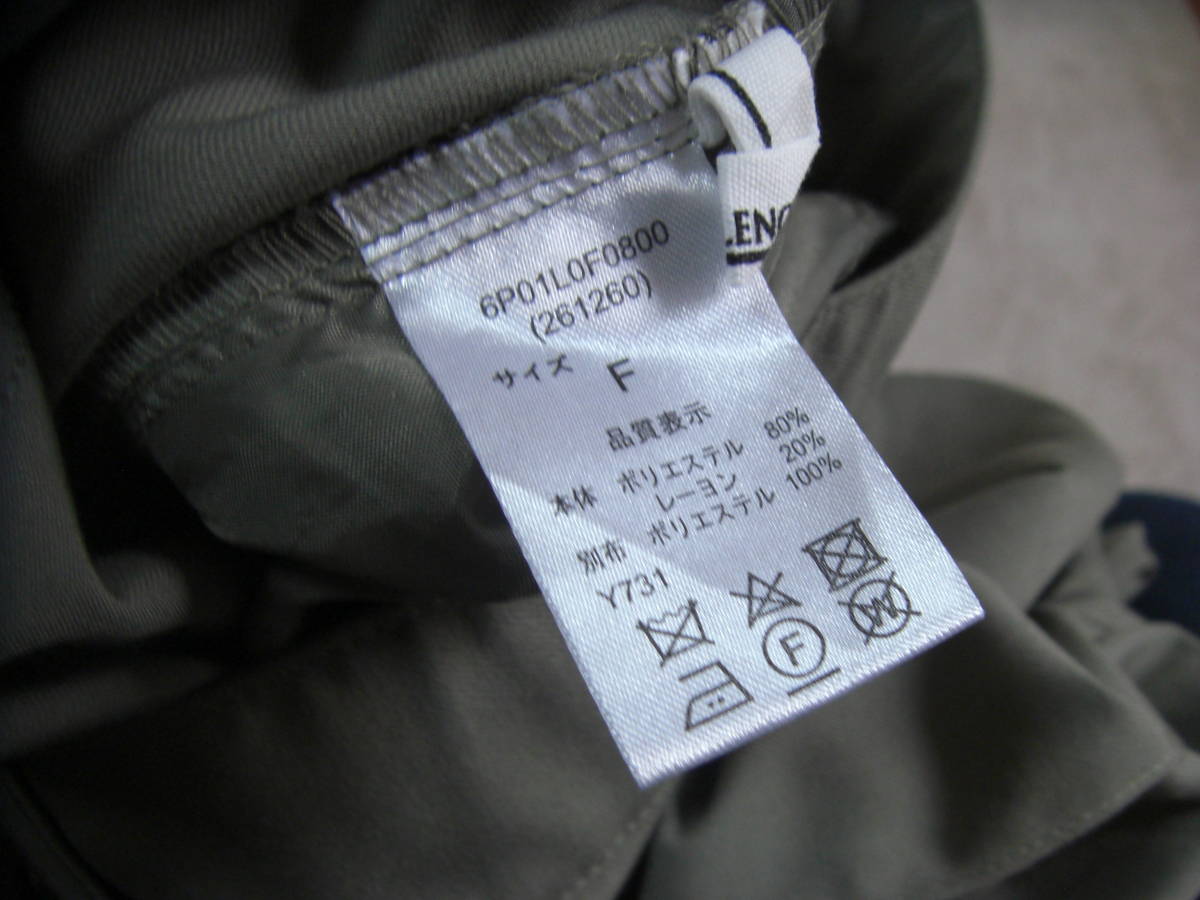 6P01L0F0800
(261260)
サイズ F
品質表示
本体 ポリエステル 80%
レーヨン 20%
別布 ポリエステル 100%
Y731
F
W